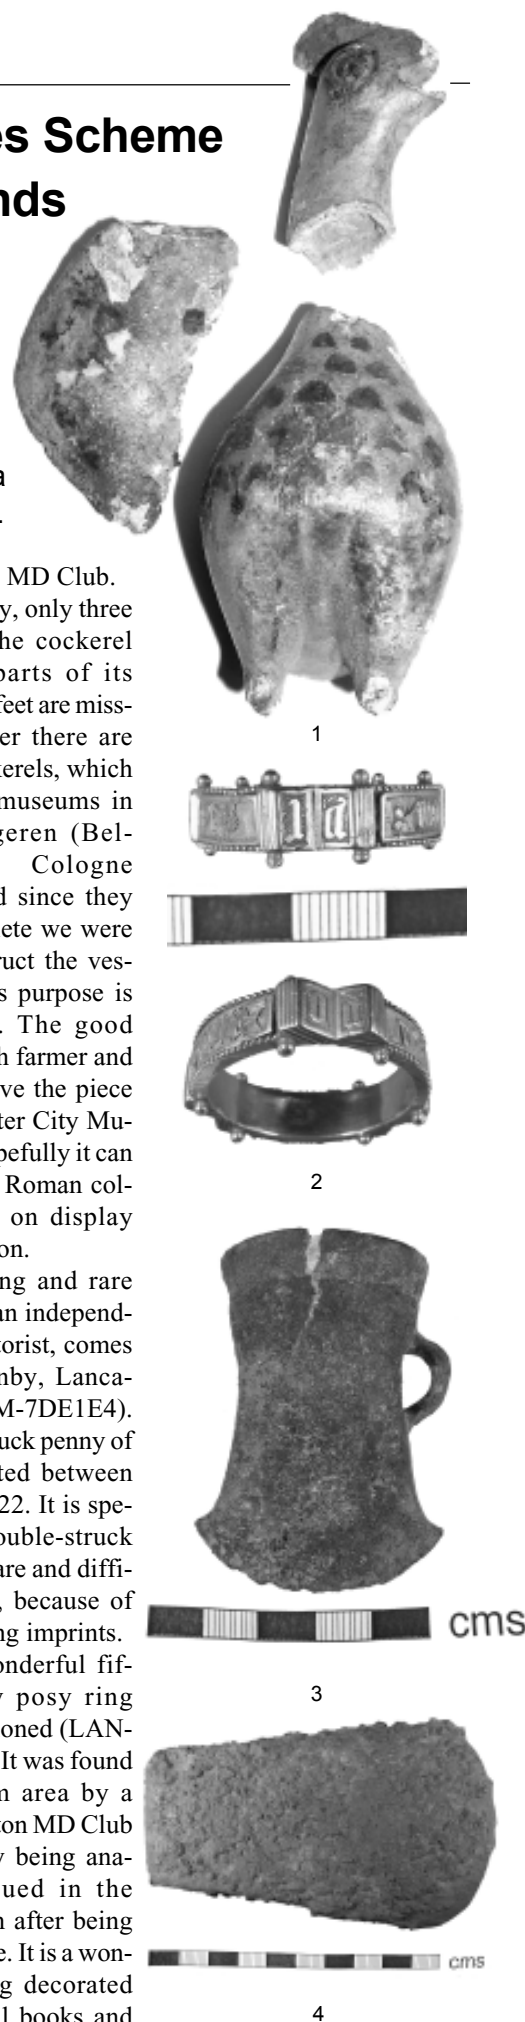 es Scheme
nds
a
.
MD Club.
y, only three
he cockerel
parts of its
feet are miss-
er there are
kerels, which
museums in
geren (Bel-
Cologne
d since they
lete we were
ruct the ves-
s purpose is
. The good
h farmer and
ve the piece
ter City Mu-
pefully it can
Roman col-
on display
on.
ng and rare
an independ-
torist, comes
nby, Lanca-
M-7DE1E4).
uck penny of
ted between
22. It is spe-
ouble-struck
are and diffi-
, because of
ng imprints.
onderful fif-
y posy ring
oned (LAN-
It was found
m area by a
ton MD Club
y being ana-
ued in the
n after being
e. It is a won-
ng decorated
l books and
1
2
cms
3
cms
4